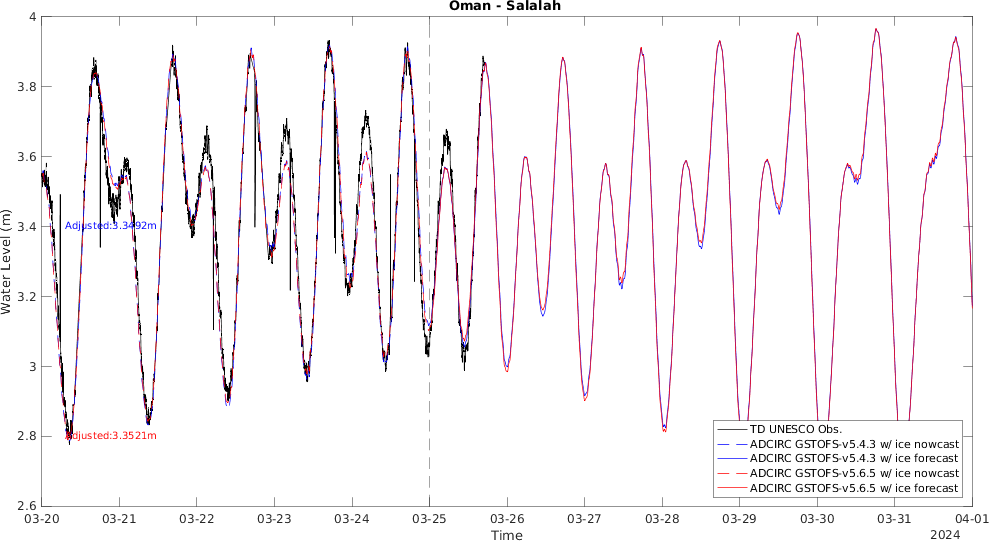 Oman - Salalah
4
3.8
3.6
3.4
3.2
3
2.8
2.6
Water Level (m)
Adjusted:3.3492m
Adjusted:3.3521m
TD UNESCO Obs.
ADCIRC GSTOFS-v5.4.3 w/ ice nowcast
ADCIRC GSTOFS-v5.4.3 w/ ice forecast
ADCIRC GSTOFS-v5.6.5 w/ ice nowcast
ADCIRC GSTOFS-v5.6.5 w/ ice forecast
03-20 03-21 03-22 03-23 03-24 03-25 03-26 03-27 03-28 03-29 03-30 03-31 04-01
Time
2024